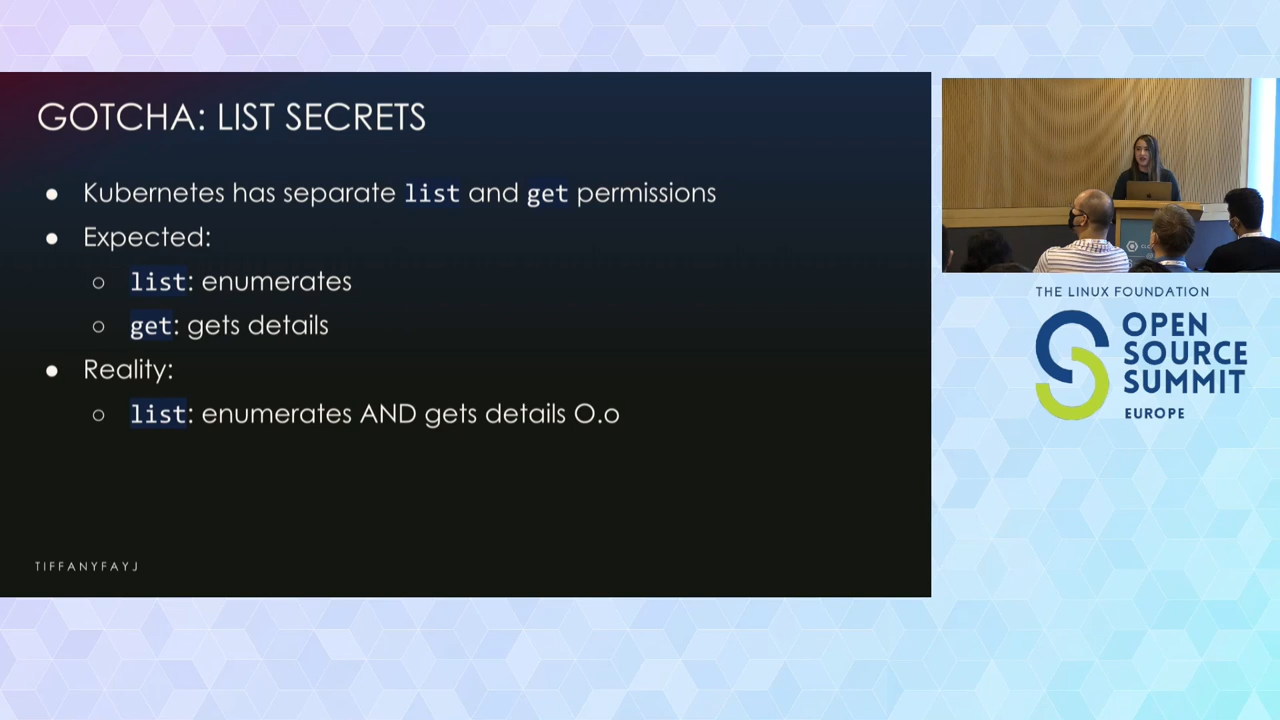 GOTCHA: LIST SECRETS
● Kubernetes has separate list and get permissions
● Expected:
○ list: enumerates
○ get: gets details
● Reality:
○ list: enumerates AND gets details O.o
TIFFANYFAYJ
THE LINUX FOUNDATION
OPEN
SOURCE
SUMMIT
EUROPE